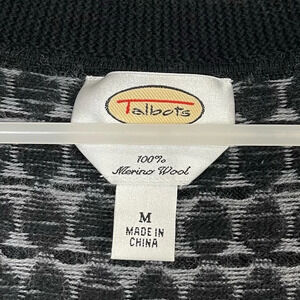 Talbots
100%
Merino Wool
M
MADE IN
CHINA